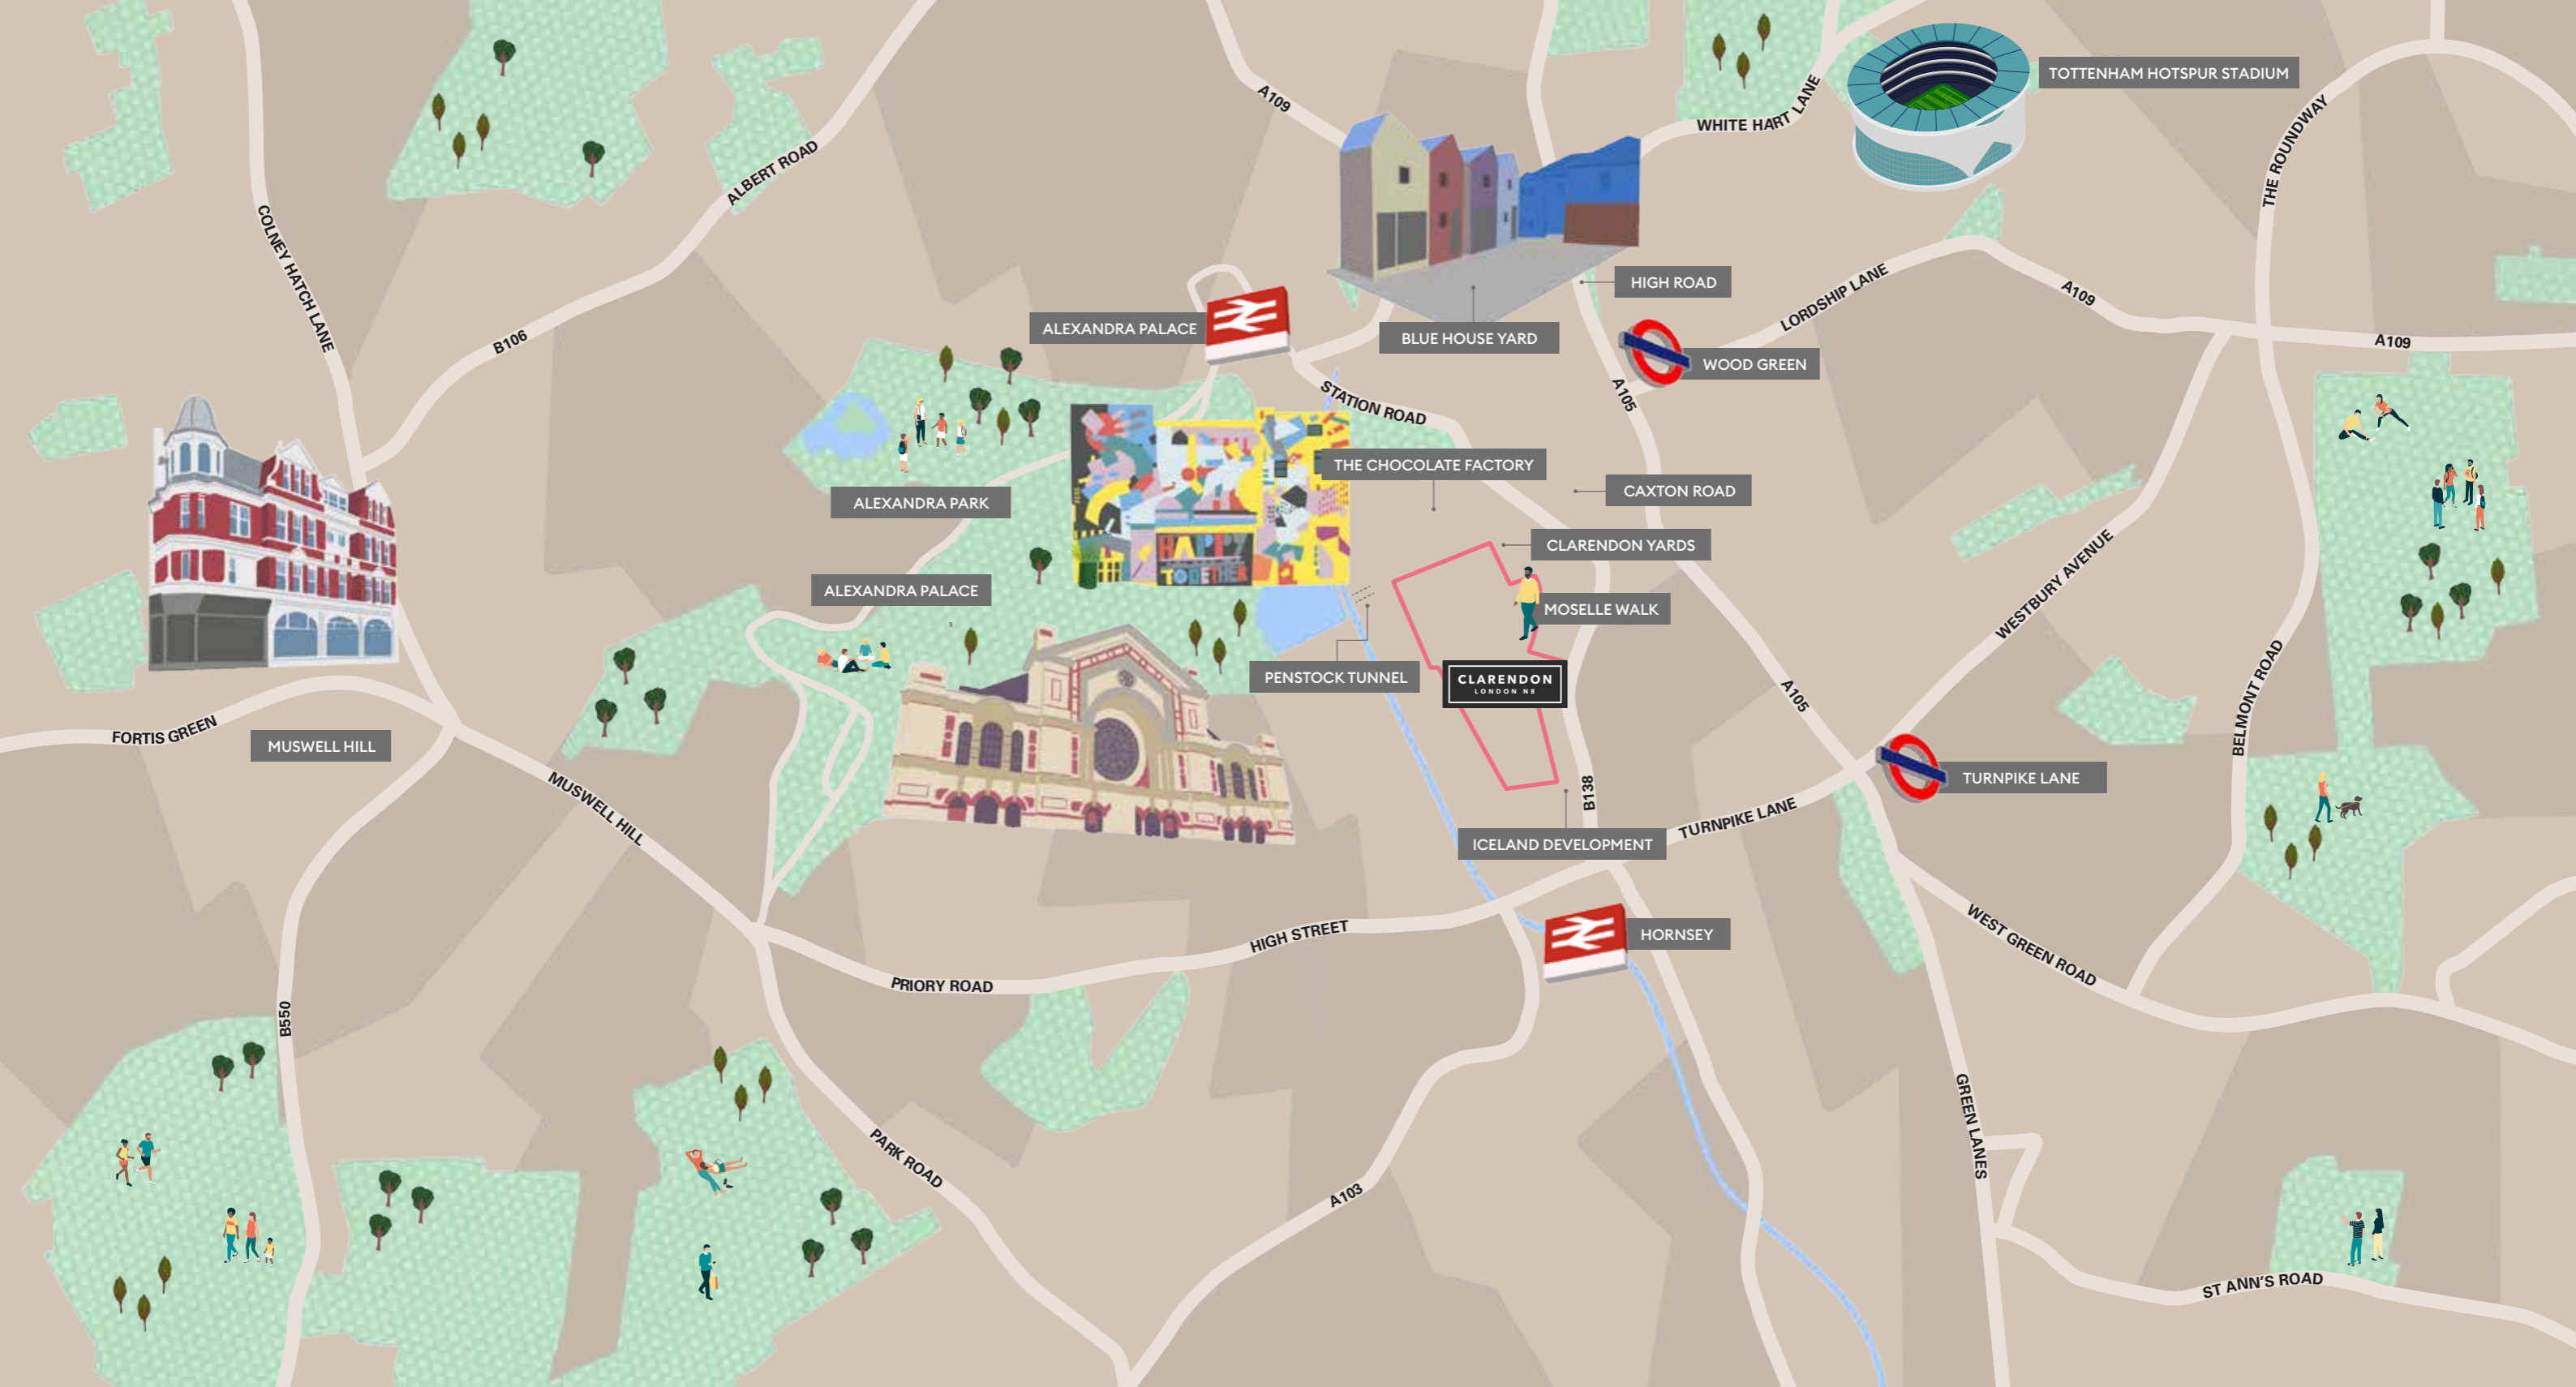 TOTTENHAM HOTSPUR STADIUM
A109
WHITE HART LANE
THE ROUNDWAY
ALBERT ROAD
COLNEY HATCH LANE
HIGH ROAD
LORDSHIP LANE
A109
ALEXANDRA PALACE
BLUE HOUSE YARD
B106
A109
WOOD GREEN
STATION ROAD
A105
THE CHOCOLATE FACTORY
CAXTON ROAD
ALEXANDRA PARK
CLARENDON YARDS
HAPPY
TOGETHER
ALEXANDRA PALACE
MOSELLE WALK
WESTBURY AVENUE
PENSTOCK TUNNEL
CLARENDON
LONDON N8
A105
BELMONT ROAD
FORTIS GREEN
MUSWELL HILL
TURNPIKE LANE
B138
MUSWELL HILL
TURNPIKE LANE
ICELAND DEVELOPMENT
HIGH STREET
HORNSEY
WEST GREEN ROAD
PRIORY ROAD
B550
GREEN LANES
PARK ROAD
A103
ST ANN'S ROAD